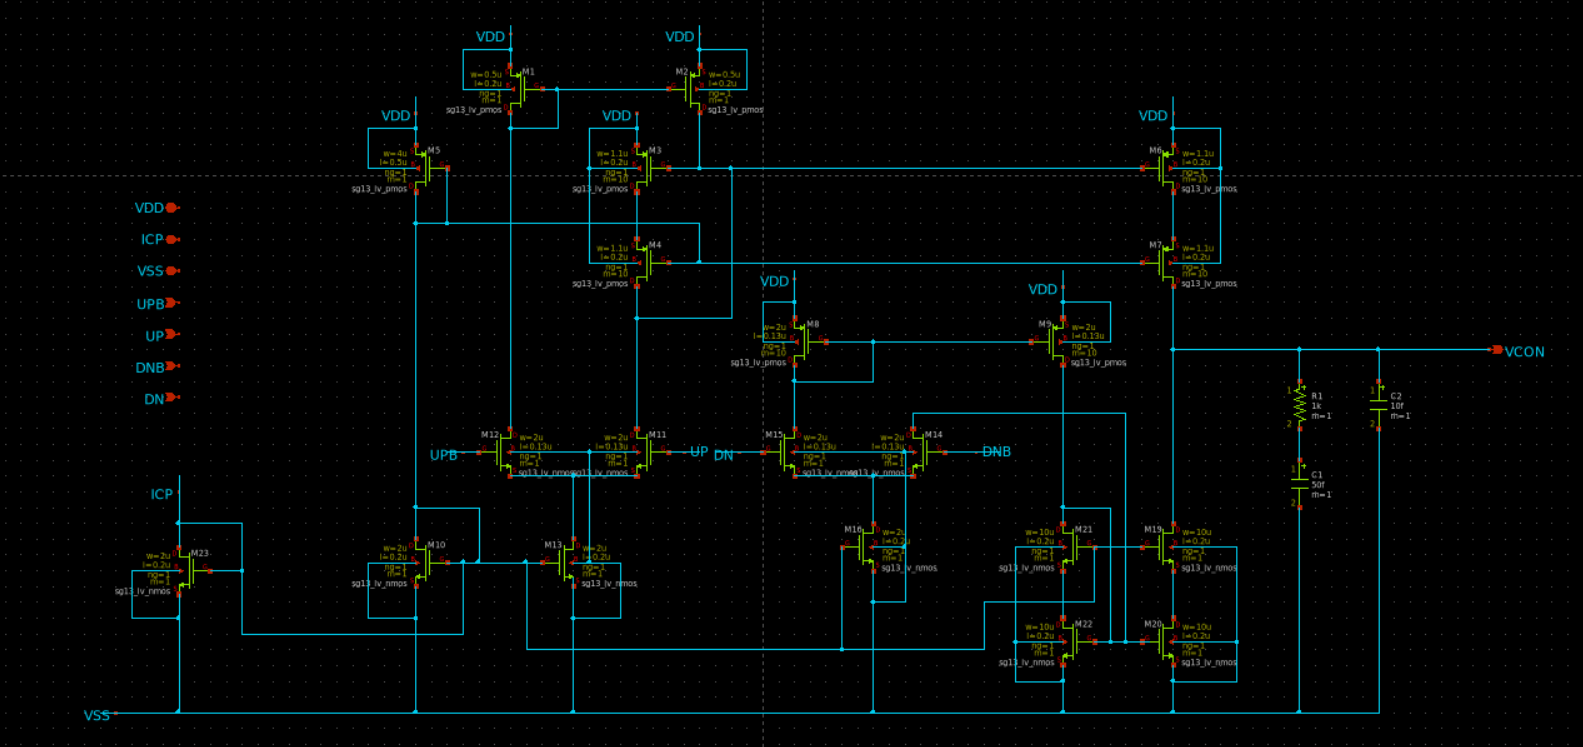 VDD
VDD
M1
w=0.5u
l=0.2u
ng=1
m=1
sg13_lv_pmos
M2
w=0.5u
l=0.2u
ng=1
m=1
sg13_lv_pmos
VDD
VDD
VDD
M5
w=4u
l=0.5u
ng=1
m=1
sg13_lv_pmos
M3
w=1.1u
l=0.2u
ng=1
m=10
sg13_lv_pmos
M6
w=1.1u
l=0.2u
ng=1
m=10
sg13_lv_pmos
VDD
ICP
VSS
UPB
UP
DNB
DN
M4
w=1.1u
l=0.2u
ng=1
m=10
sg13_lv_pmos
M7
w=1.1u
l=0.2u
ng=1
m=10
sg13_lv_pmos
VDD
VDD
M8
w=2u
l=0.13u
ng=1
m=10
sg13_lv_pmos
M9
w=2u
l=0.13u
ng=1
m=10
sg13_lv_pmos
VCON
1
R1
1k
m=1
2
1
C2
10f
m=1
2
UPB
M12
w=2u
l=0.13u
ng=1
m=1
sg13_lv_nmos
M11
w=2u
l=0.13u
ng=1
m=1
sg13_lv_nmos
UP
DN
M15
w=2u
l=0.13u
ng=1
m=1
sg13_lv_nmos
M14
w=2u
l=0.13u
ng=1
m=1
sg13_lv_nmos
DNB
1
C1
50f
m=1
2
ICP
M23
w=2u
l=0.2u
ng=1
m=1
sg13_lv_nmos
M10
w=2u
l=0.2u
ng=1
m=1
sg13_lv_nmos
M13
w=2u
l=0.2u
ng=1
m=1
sg13_lv_nmos
M16
w=2u
l=0.2u
ng=1
m=1
sg13_lv_nmos
M21
w=10u
l=0.2u
ng=1
m=1
sg13_lv_nmos
M19
w=10u
l=0.2u
ng=1
m=1
sg13_lv_nmos
M22
w=10u
l=0.2u
ng=1
m=1
sg13_lv_nmos
M20
w=10u
l=0.2u
ng=1
m=1
sg13_lv_nmos
VSS